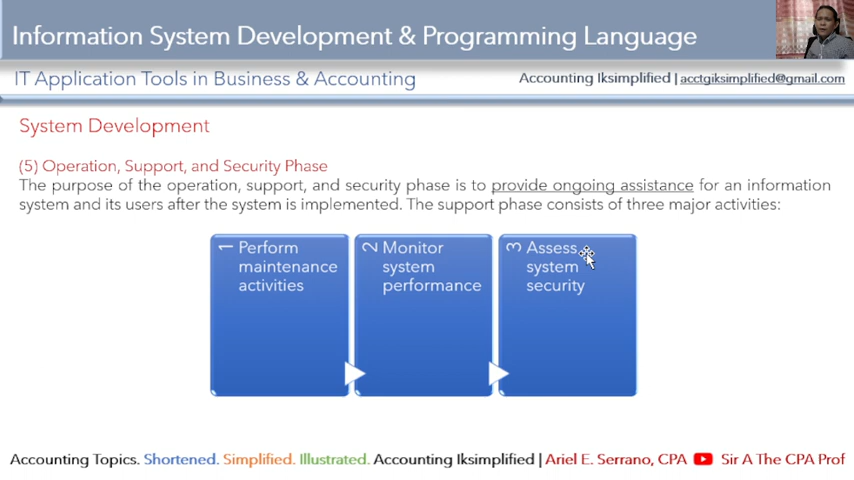 Information System Development & Programming Language
IT Application Tools in Business & Accounting
Accounting Iksimplified | acctgiksimplified@gmail.com
System Development
(5) Operation, Support, and Security Phase
The purpose of the operation, support, and security phase is to provide ongoing assistance for an information
system and its users after the system is implemented. The support phase consists of three major activities:
1 Perform
maintenance
activities
2 Monitor
system
performance
3 Assess
system
security
Accounting Topics. Shortened. Simplified. Illustrated. Accounting Iksimplified | Ariel E. Serrano, CPA Sir A The CPA Prof